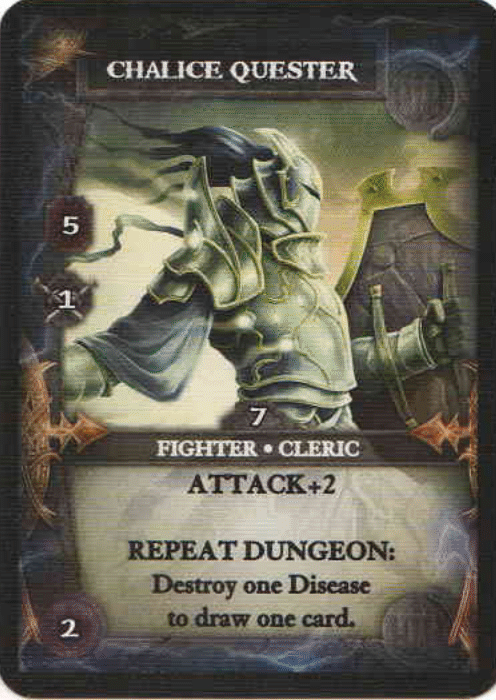 CHALICE QUESTER
5
1
7
FIGHTER • CLERIC
ATTACK+2
REPEAT DUNGEON:
Destroy one Disease
to draw one card.
2